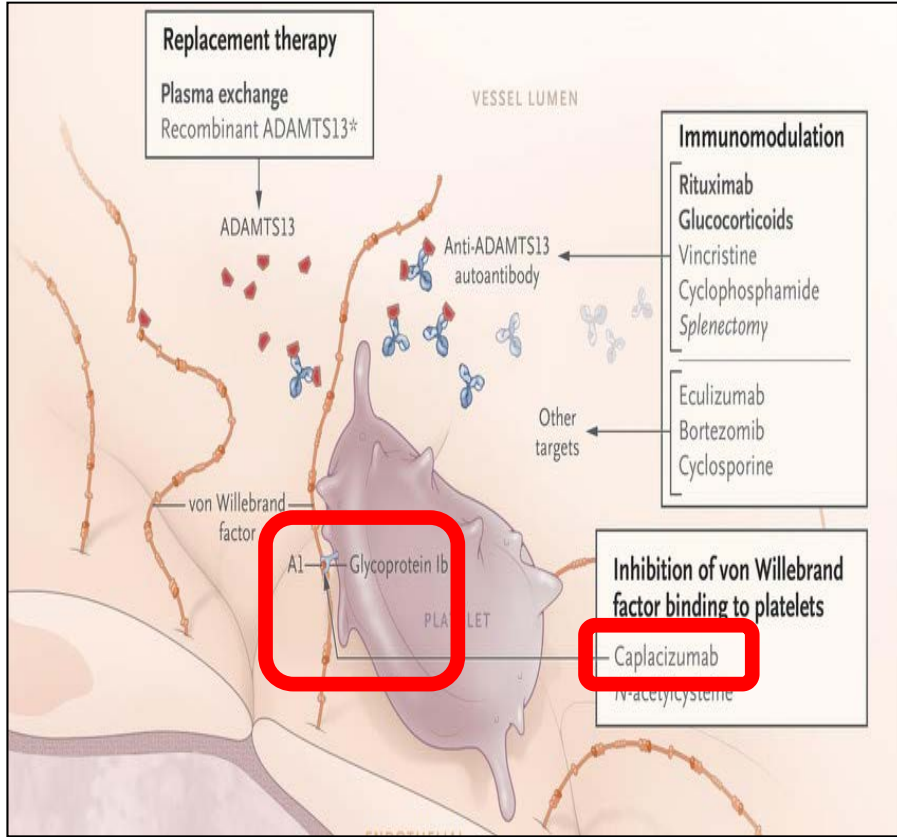 Replacement therapy
Plasma exchange
Recombinant ADAMTS13*
VESSEL LUMEN
Immunomodulation
Rituximab
Glucocorticoids
Vincristine
Cyclophosphamide
Splenectomy
Eculizumab
Bortezomib
Cyclosporine
ADAMTS13
Anti-ADAMTS13
autoantibody
Other
targets
von Willebrand
factor
A1
Glycoprotein Ib
PLATELET
Inhibition of von Willebrand
factor binding to platelets
Caplacizumab
N-acetylcysteine
ENDOTHELIAL